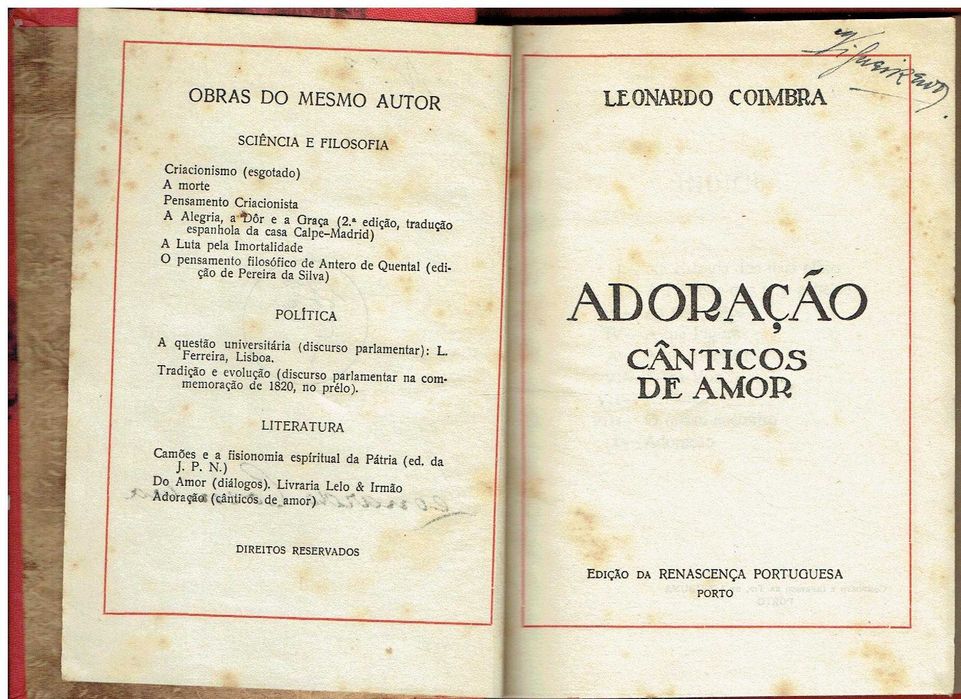 OBRAS DO MESMO AUTOR
SCIÊNCIA E FILOSOFIA
Criacionismo (esgotado)
A morte
Pensamento Criacionista
A Alegria, a Dôr e a Graça (2.ª edição, tradução
espanhola da casa Calpe-Madrid)
A Luta pela Imortalidade
O pensamento filosófico de Antero de Quental (edi-
ção de Pereira da Silva)
POLÍTICA
A questão universitária (discurso parlamentar): L.
Ferreira, Lisboa.
Tradição e evolução (discurso parlamentar na com-
memoração de 1820, no prélo).
LITERATURA
Camões e a fisionomia espíritual da Pátria (ed. da
J. P. N.)
Do Amor (diálogos). Livraria Lelo & Irmão
Adoração (cânticos de amor)
DIREITOS RESERVADOS
Figueiredo
LEONARDO COIMBRA
ADORAÇÃO
CÂNTICOS
DE AMOR
EDIÇÃO DA RENASCENÇA PORTUGUESA
PORTO